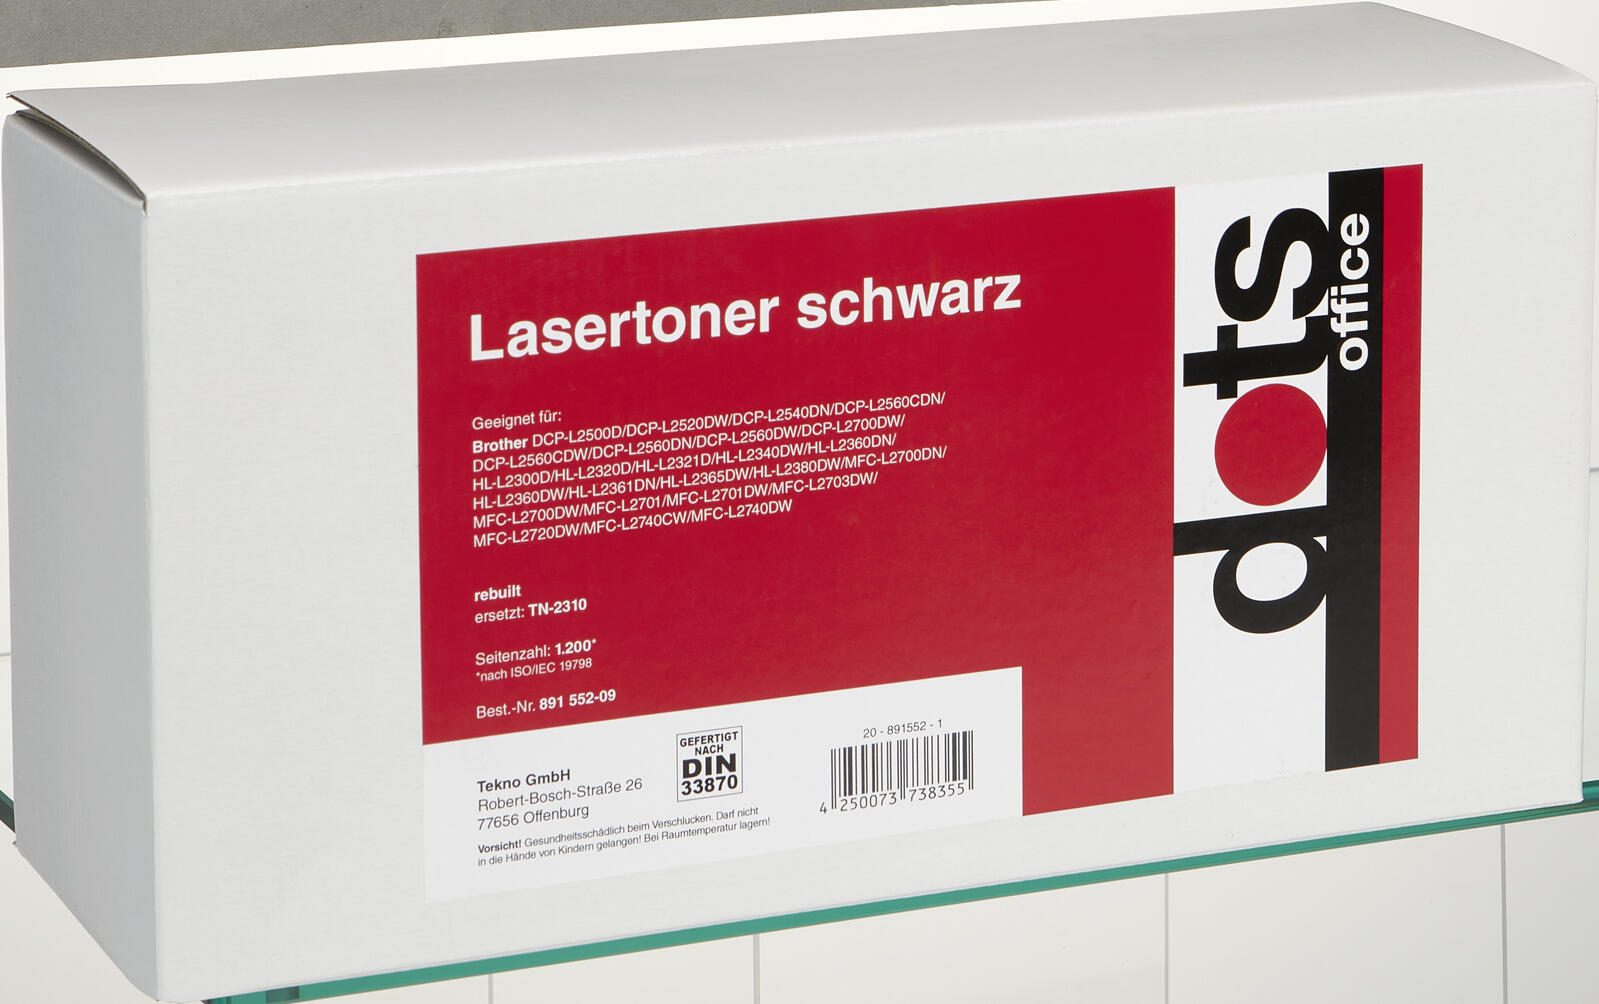 Lasertoner schwarz
Geeignet für:
Brother DCP-L2500D/DCP-L2520DW/DCP-L2540DN/DCP-L2560CDN/
DCP-L2560CDW/DCP-L2560DN/DCP-L2560DW/DCP-L2700DW/
HL-L2300D/HL-L2320D/HL-L2321D/HL-L2340DW/HL-L2360DN/
HL-L2360DW/HL-L2361DN/HL-L2365DW/HL-L2380DW/MFC-L2700DN/
MFC-L2700DW/MFC-L2701/MFC-L2701DW/MFC-L2703DW/
MFC-L2720DW/MFC-L2740CW/MFC-L2740DW
rebuilt
ersetzt: TN-2310
Seitenzahl: 1.200*
*nach ISO/IEC 19798
Best.-Nr. 891 552-09
Tekno GmbH
Robert-Bosch-Straße 26
77656 Offenburg
Vorsicht! Gesundheitsschädlich beim Verschlucken. Darf nicht
in die Hände von Kindern gelangen! Bei Raumtemperatur lagern!
GEFERTIGT
NACH
DIN
33870
20 - 891552 - 1
4 250073 738355
dots
office